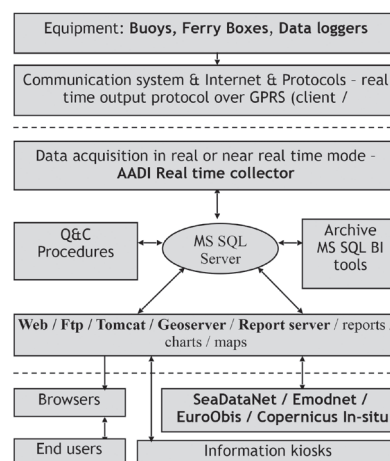 Equipment: Buoys, Ferry Boxes, Data loggers
Communication system & Internet & Protocols - real
time output protocol over GPRS (client /
Data acquisition in real or near real time mode -
AADI Real time collector
Q&C
Procedures
MS SQL
Server
Archive
MS SQL BI
tools
Web / Ftp / Tomcat / Geoserver / Report server / reports /
charts / maps
Browsers
SeaDataNet / Emodnet /
EuroObis / Copernicus In-situ
End users
Information kiosks